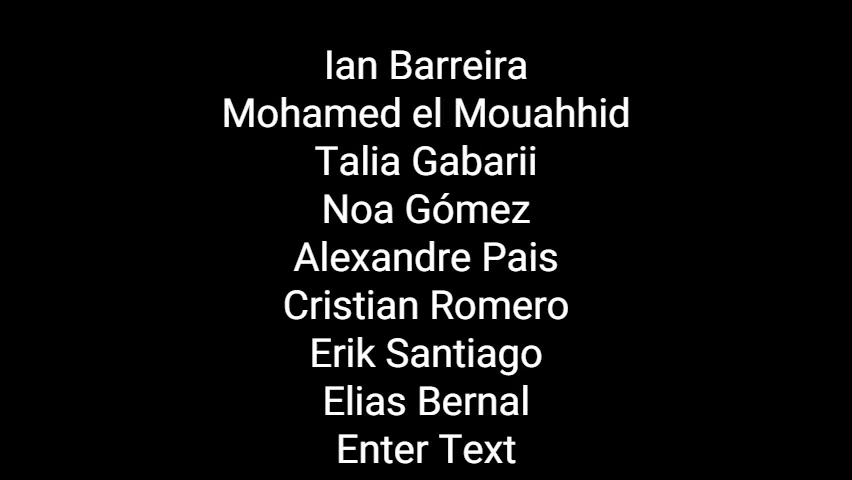 Ian Barreira
Mohamed el Mouahhid
Talia Gabarii
Noa Gómez
Alexandre Pais
Cristian Romero
Erik Santiago
Elias Bernal
Enter Text